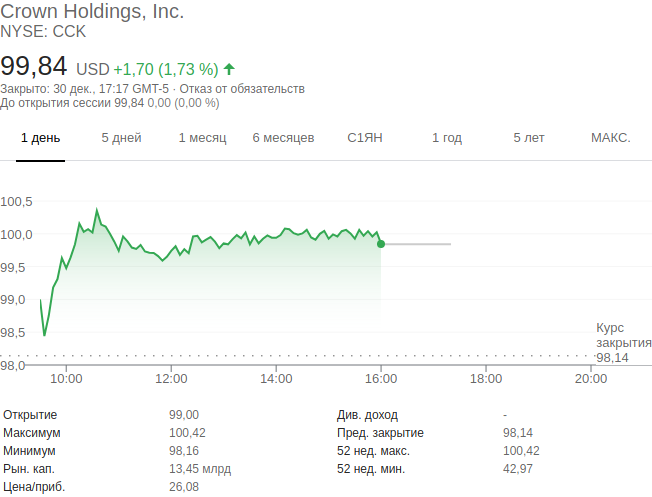 Crown Holdings, Inc.
NYSE: CCK
99,84 USD +1,70 (1,73 %)
Закрыто: 30 дек., 17:17 GMT-5 · Отказ от обязательств
До открытия сессии 99,84 0,00 (0,00 %)
1 день 5 дней 1 месяц 6 месяцев С1ЯН 1 год 5 лет МАКС.
100,5
100,0
99,5
99,0
98,5
Курс
закрытия
98,14
98,0
10:00 12:00 14:00 16:00 18:00 20:00
Открытие 99,00 Див. доход -
Максимум 100,42 Пред. закрытие 98,14
Минимум 98,16 52 нед. макс. 100,42
Рын. кап. 13,45 млрд 52 нед. мин. 42,97
Цена/приб. 26,08